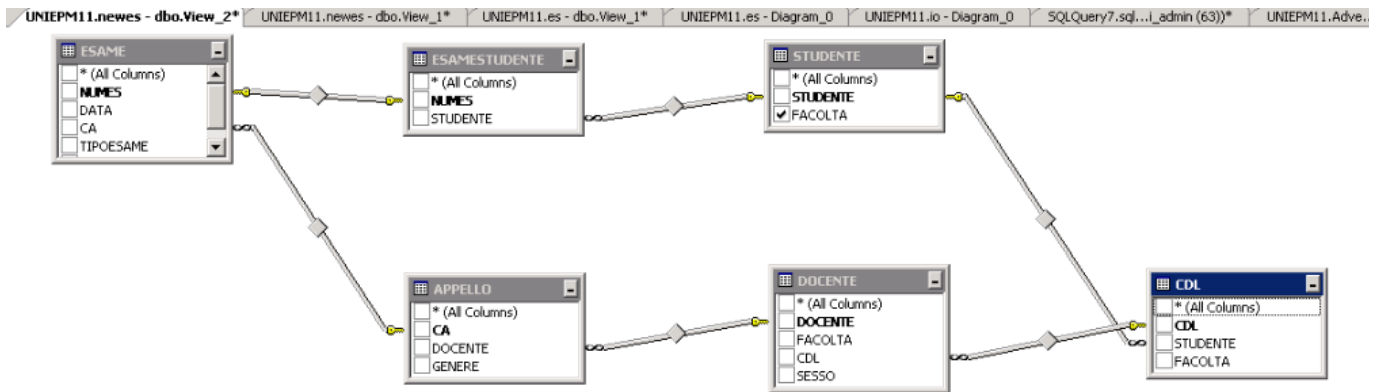 UNIEPM11.newes - dbo.View_2* UNIEPM11.newes - dbo.View_1* UNIEPM11.es - dbo.View_1* UNIEPM11.es - Diagram_0 UNIEPM11.io - Diagram_0 SQLQuery7.sql...i_admin (63))* UNIEPM11.Adve..
ESAME
* (All Columns)
NUMES
DATA
CA
TIPOESAME
ESAMESTUDENTE
* (All Columns)
NUMES
STUDENTE
STUDENTE
* (All Columns)
STUDENTE
FACOLTA
APPELLO
* (All Columns)
CA
DOCENTE
GENERE
DOCENTE
* (All Columns)
DOCENTE
FACOLTA
CDL
SESSO
CDL
* (All Columns)
CDL
STUDENTE
FACOLTA